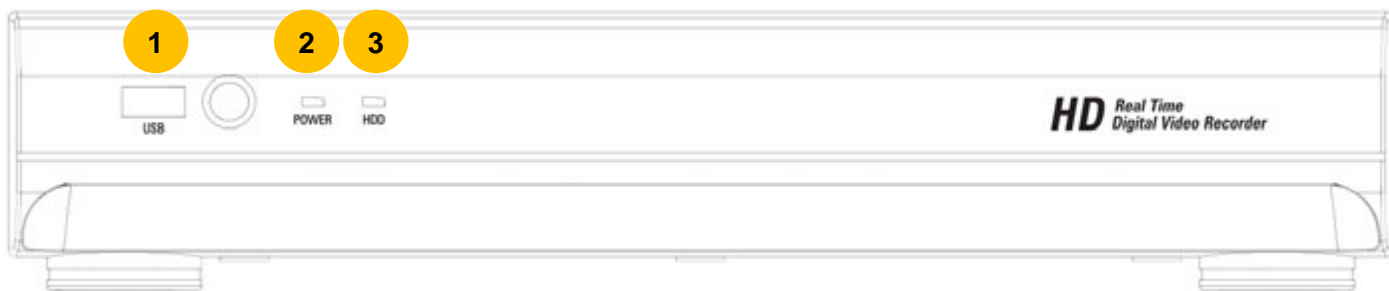 1 2 3
USB
POWER HDD
HD Real Time
Digital Video Recorder